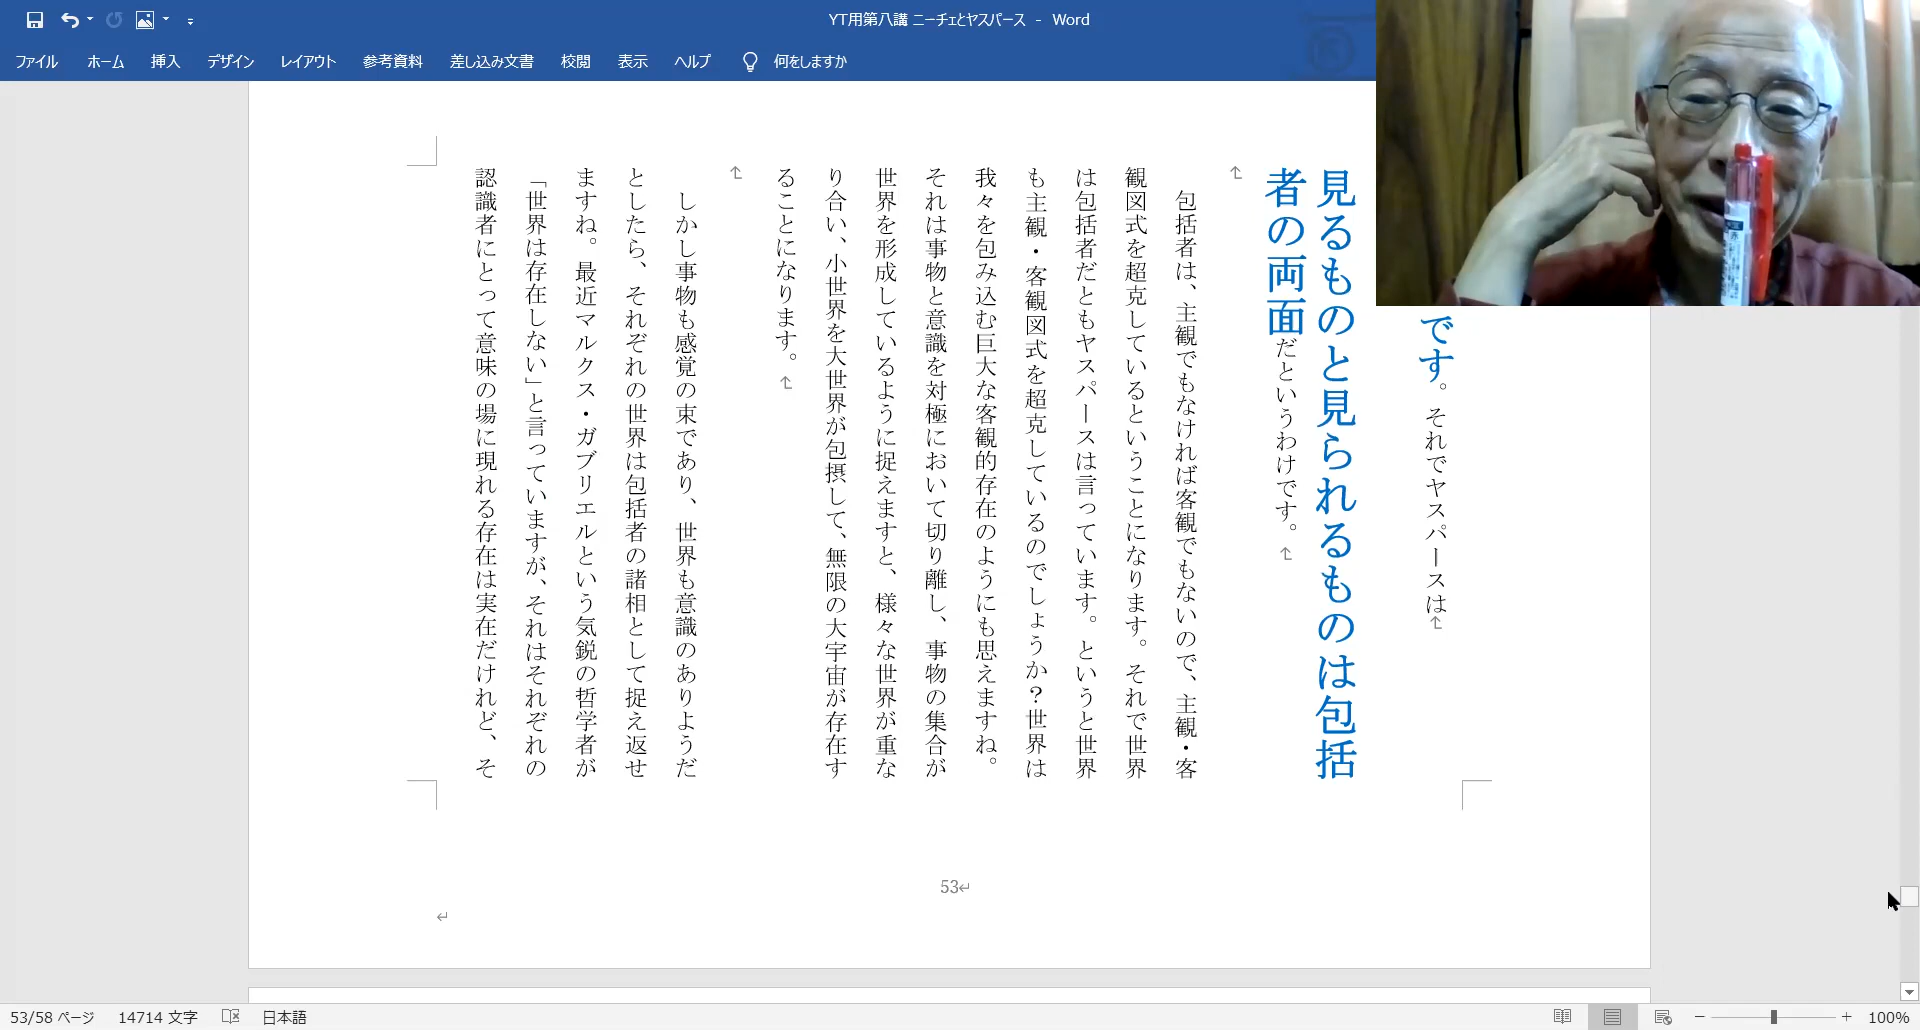 YT用第八講 ニーチェとヤスパース - Word
ファイル ホーム 挿入 デザイン レイアウト 参考資料 差し込み文書 校閲 表示 ヘルプ 何をしますか
です。それでヤスパースは
見るものと見られるものは包括
者の両面だというわけです。
包括者は、主観でもなければ客観でもないので、主観・客
観図式を超克しているということになります。それで世界
は包括者だともヤスパースは言っています。というと世界
も主観・客観図式を超克しているのでしょうか?世界は
我々を包み込む巨大な客観的存在のようにも思えますね。
それは事物と意識を対極において切り離し、事物の集合が
世界を形成しているように捉えますと、様々な世界が重な
り合い、小世界を大世界が包摂して、無限の大宇宙が存在す
ることになります。
しかし事物も感覚の束であり、世界も意識のありようだ
としたら、それぞれの世界は包括者の諸相として捉え返せ
ますね。最近マルクス・ガブリエルという気鋭の哲学者が
「世界は存在しない」と言っていますが、それはそれぞれの
認識者にとって意味の場に現れる存在は実在だけれど、そ
53
53/58 ページ 14714 文字 日本語 100%